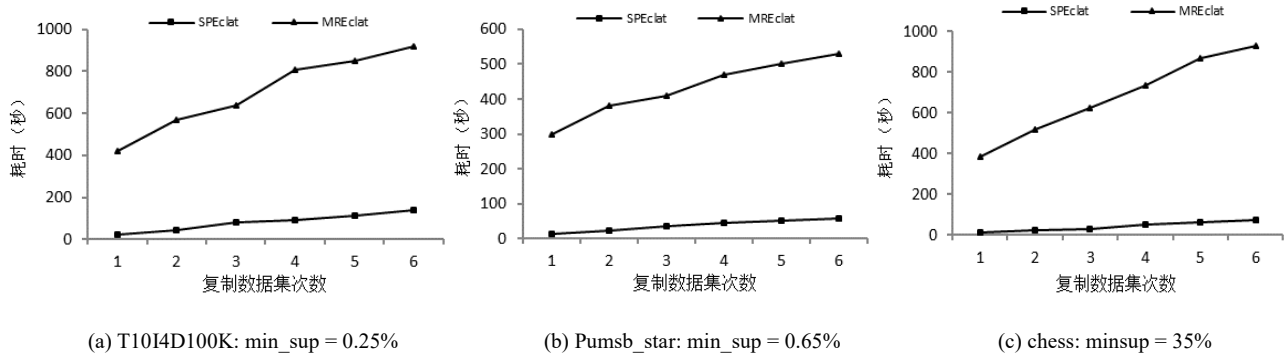 SPEclat MREclat
1000
800
600
400
200
0
耗时（秒）
1 2 3 4 5 6
复制数据集次数
(a) T10I4D100K: min_sup = 0.25%
SPEclat MREclat
600
500
400
300
200
100
0
耗时（秒）
1 2 3 4 5 6
复制数据集次数
(b) Pumsb_star: min_sup = 0.65%
SPEclat MREclat
1000
800
600
400
200
0
耗时（秒）
1 2 3 4 5 6
复制数据集次数
(c) chess: minsup = 35%